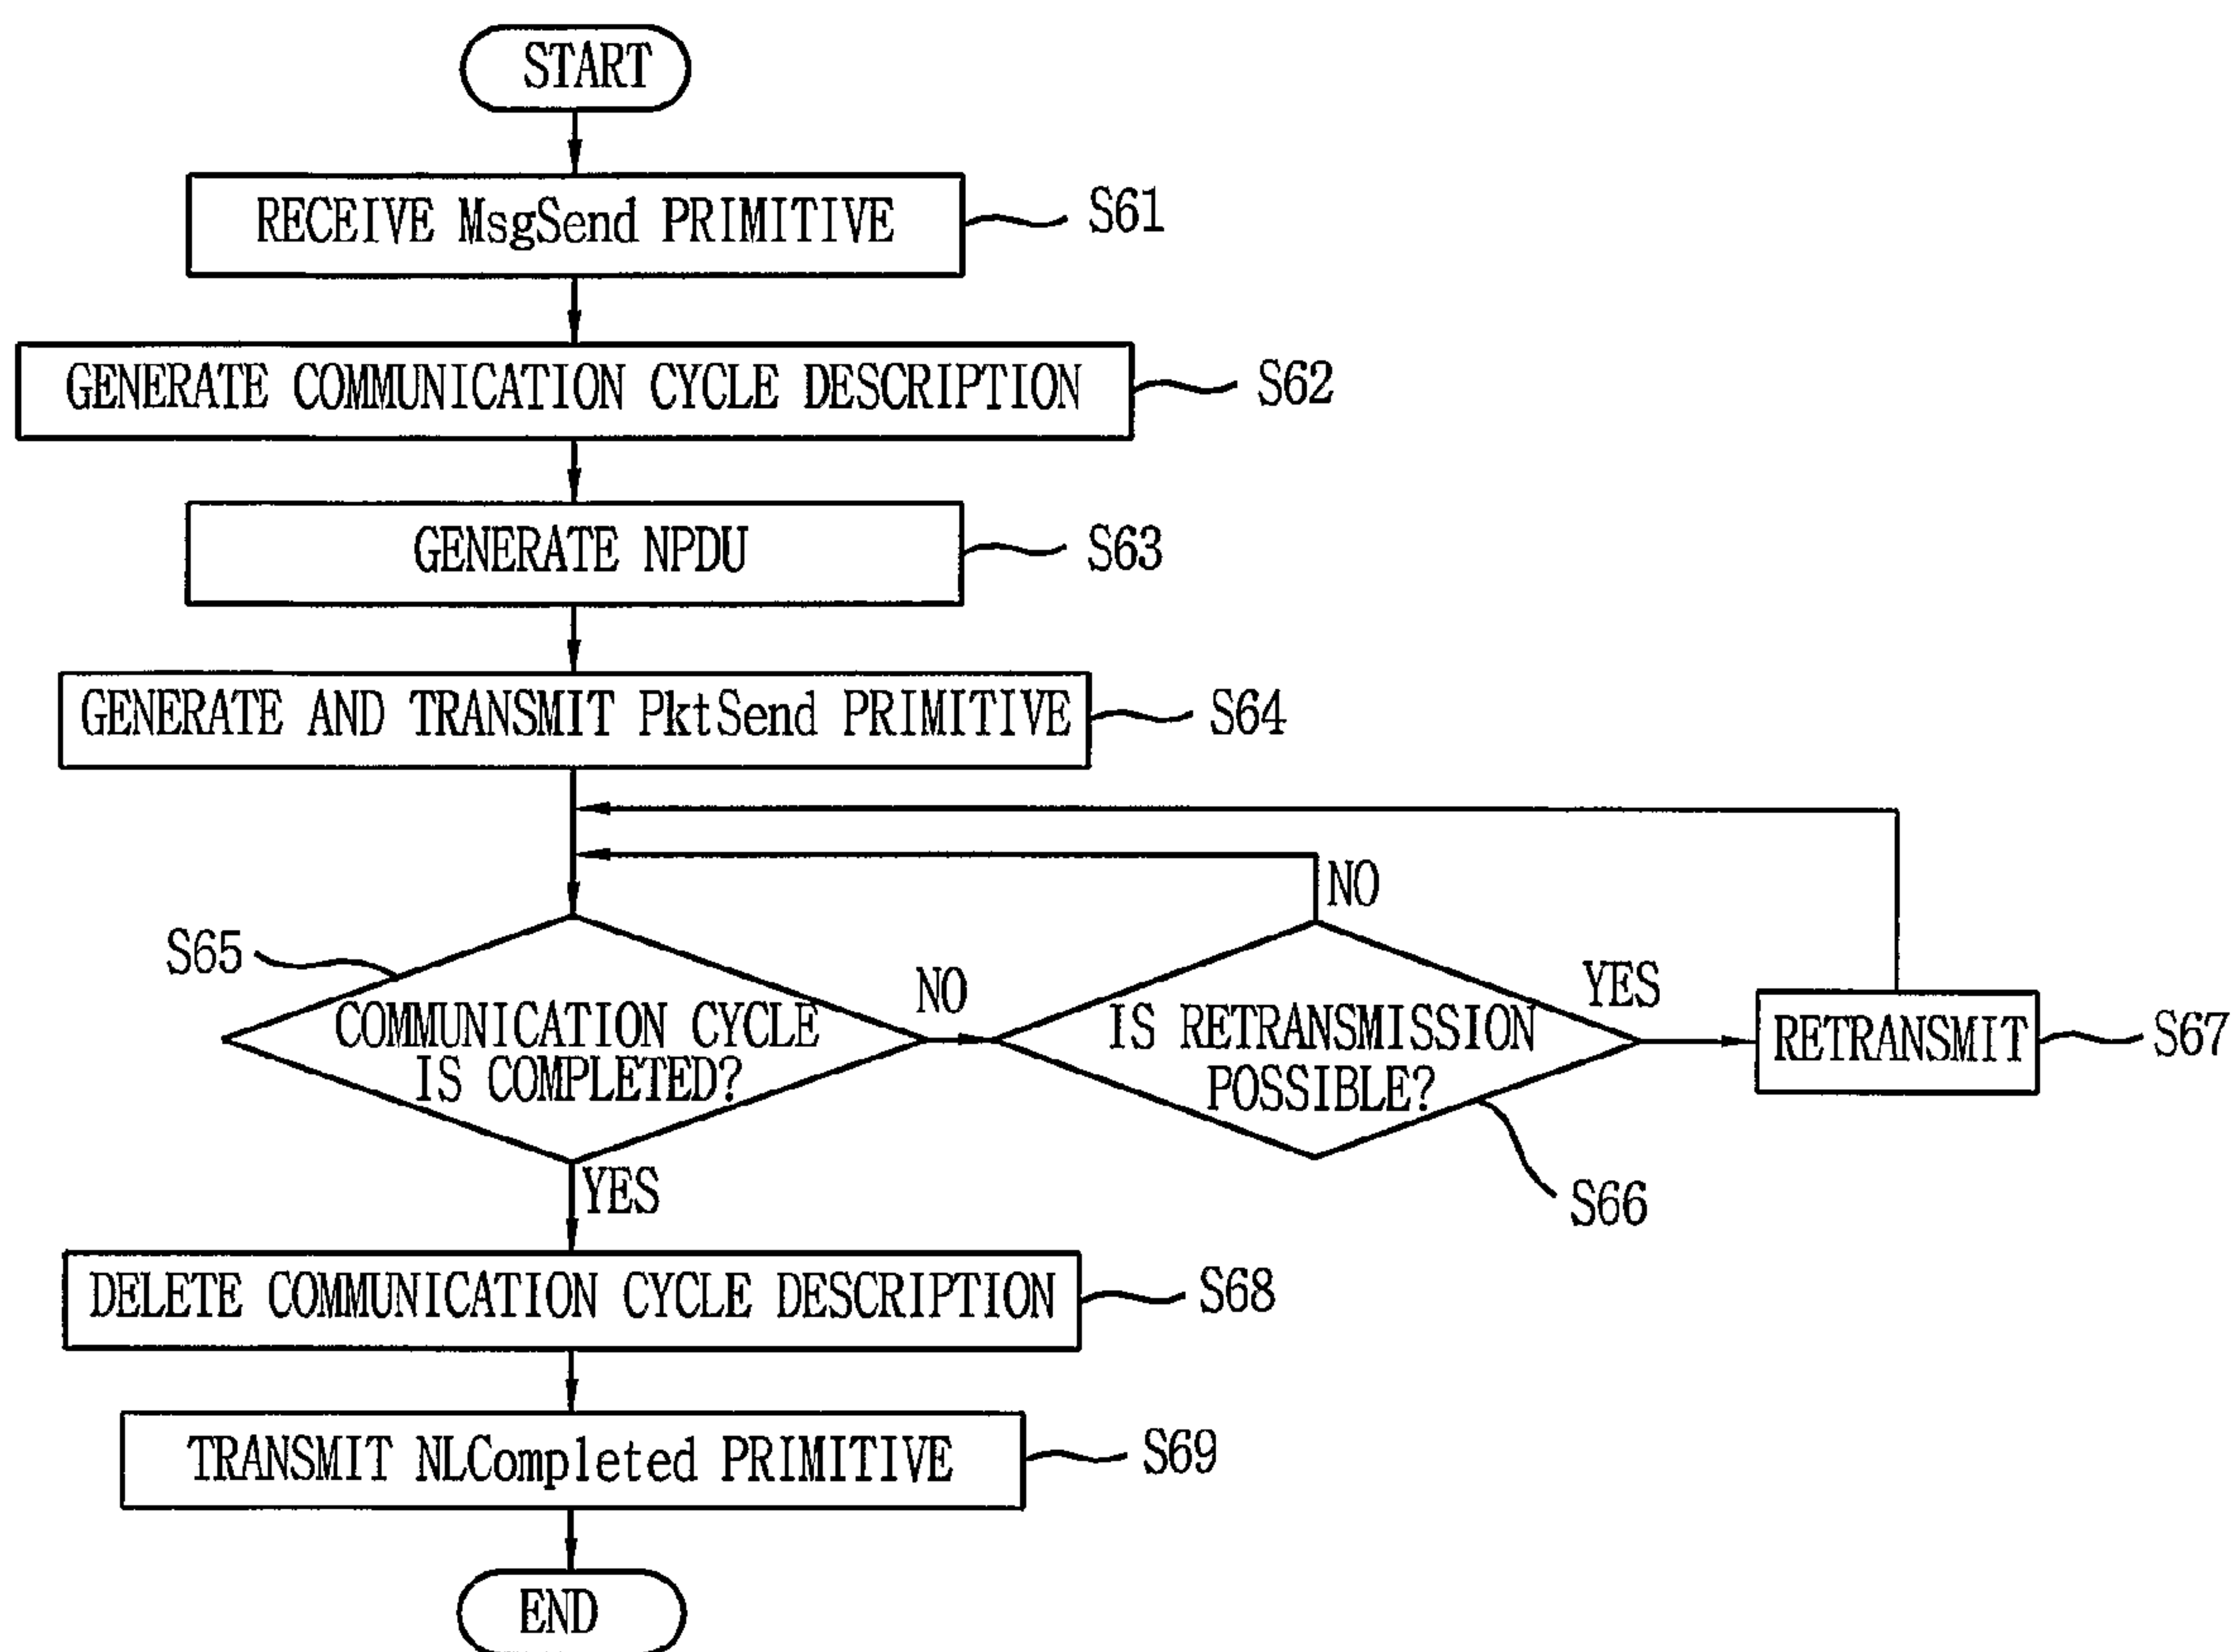 START
RECEIVE MsgSend PRIMITIVE
S61
GENERATE COMMUNICATION CYCLE DESCRIPTION
S62
GENERATE NPDU
S63
GENERATE AND TRANSMIT PktSend PRIMITIVE
S64
S65
COMMUNICATION CYCLE
IS COMPLETED?
NO
NO
IS RETRANSMISSION
POSSIBLE?
S66
YES
RETRANSMIT
S67
YES
DELETE COMMUNICATION CYCLE DESCRIPTION
S68
TRANSMIT NLCompleted PRIMITIVE
S69
END